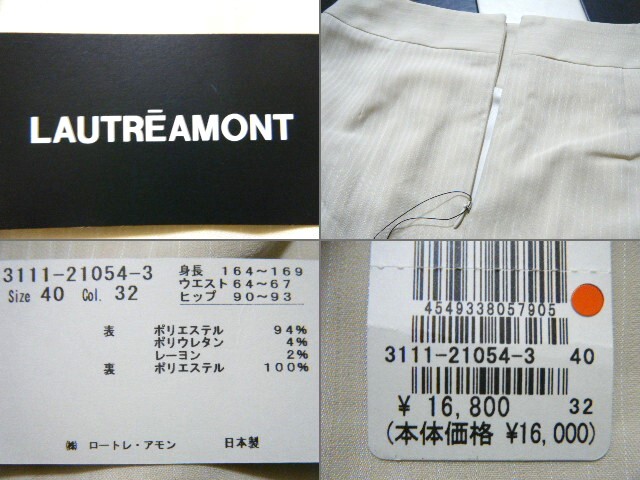 LAUTRĒAMONT
3111-21054-3
Size 40 Col. 32
身長 164～169
ウエスト 64～67
ヒップ 90～93
表 ポリエステル 94%
ポリウレタン 4%
レーヨン 2%
裏 ポリエステル 100%
㈱ ロートレ・アモン 日本製
4549338057905
3111-21054-3 40
¥ 16,800 32
(本体価格 ¥16,000)